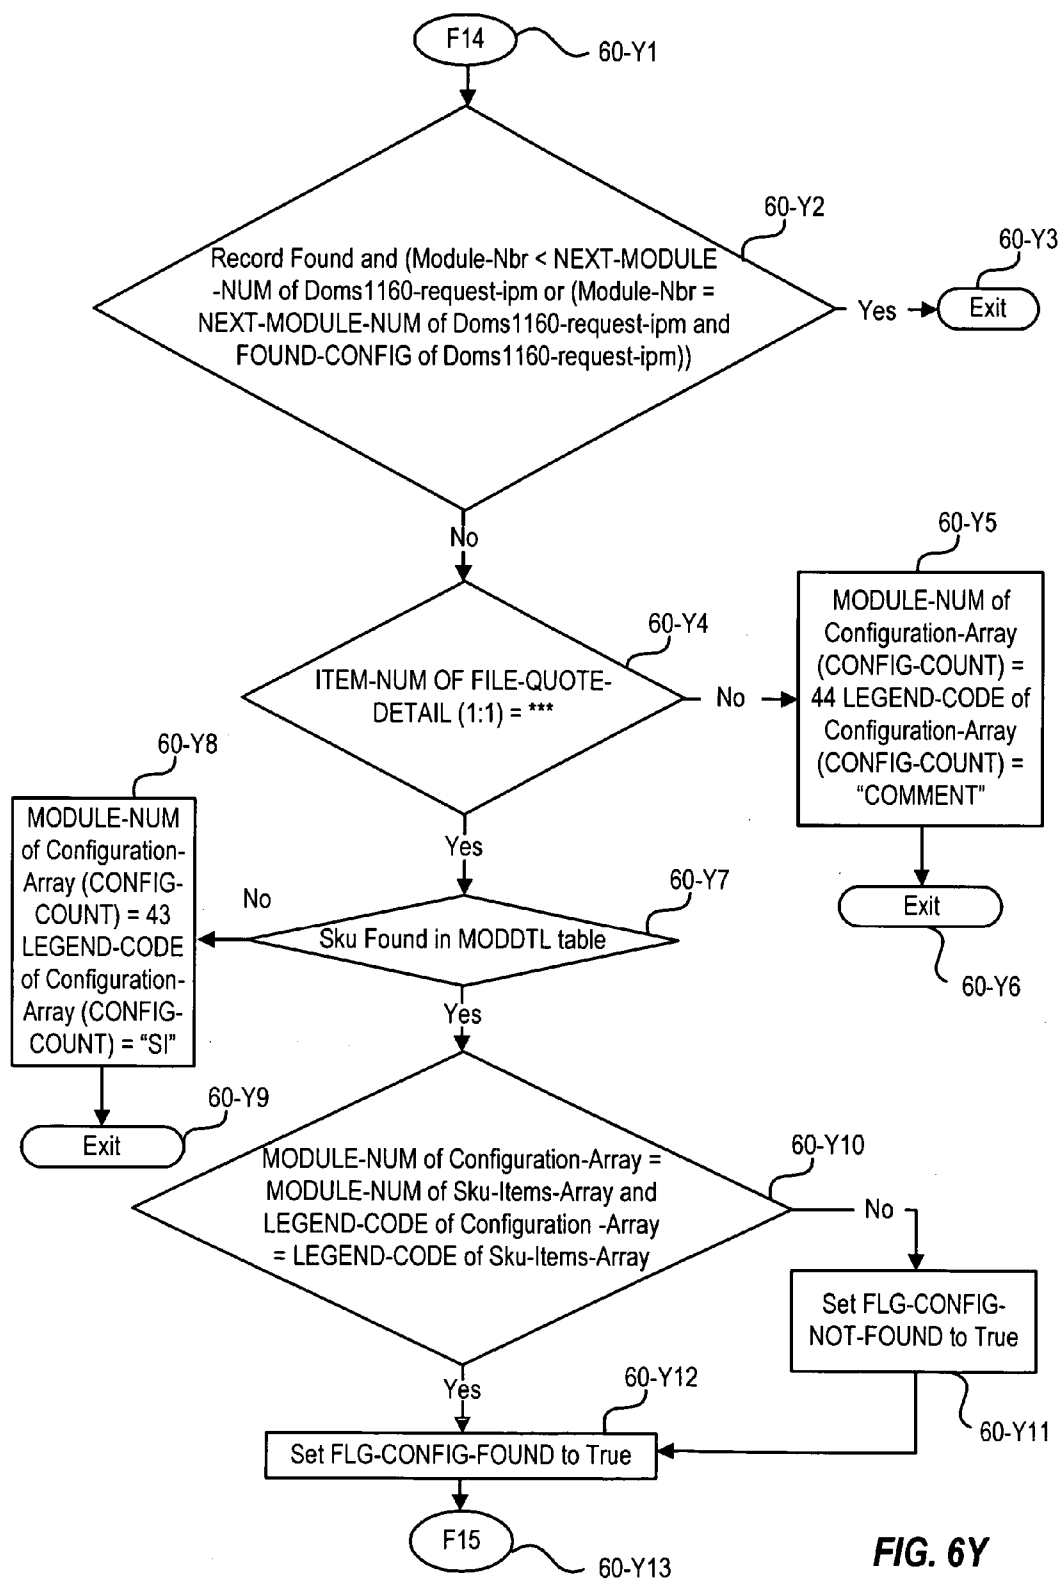 F14
60-Y1
60-Y2
Record Found and (Module-Nbr < NEXT-MODULE
-NUM of Doms1160-request-ipm or (Module-Nbr =
NEXT-MODULE-NUM of Doms1160-request-ipm and
FOUND-CONFIG of Doms1160-request-ipm))
Yes
60-Y3
Exit
No
60-Y4
ITEM-NUM OF FILE-QUOTE-
DETAIL (1:1) = ***
No
60-Y5
MODULE-NUM of
Configuration-Array
(CONFIG-COUNT) =
44 LEGEND-CODE of
Configuration-Array
(CONFIG-COUNT) =
“COMMENT”
Exit
60-Y6
Yes
60-Y7
Sku Found in MODDTL table
No
60-Y8
MODULE-NUM
of Configuration-
Array (CONFIG-
COUNT) = 43
LEGEND-CODE
of Configuration-
Array (CONFIG-
COUNT) = “SI”
60-Y9
Exit
Yes
60-Y10
MODULE-NUM of Configuration-Array =
MODULE-NUM of Sku-Items-Array and
LEGEND-CODE of Configuration -Array
= LEGEND-CODE of Sku-Items-Array
No
Set FLG-CONFIG-
NOT-FOUND to True
60-Y11
Yes
60-Y12
Set FLG-CONFIG-FOUND to True
F15
60-Y13
FIG. 6Y